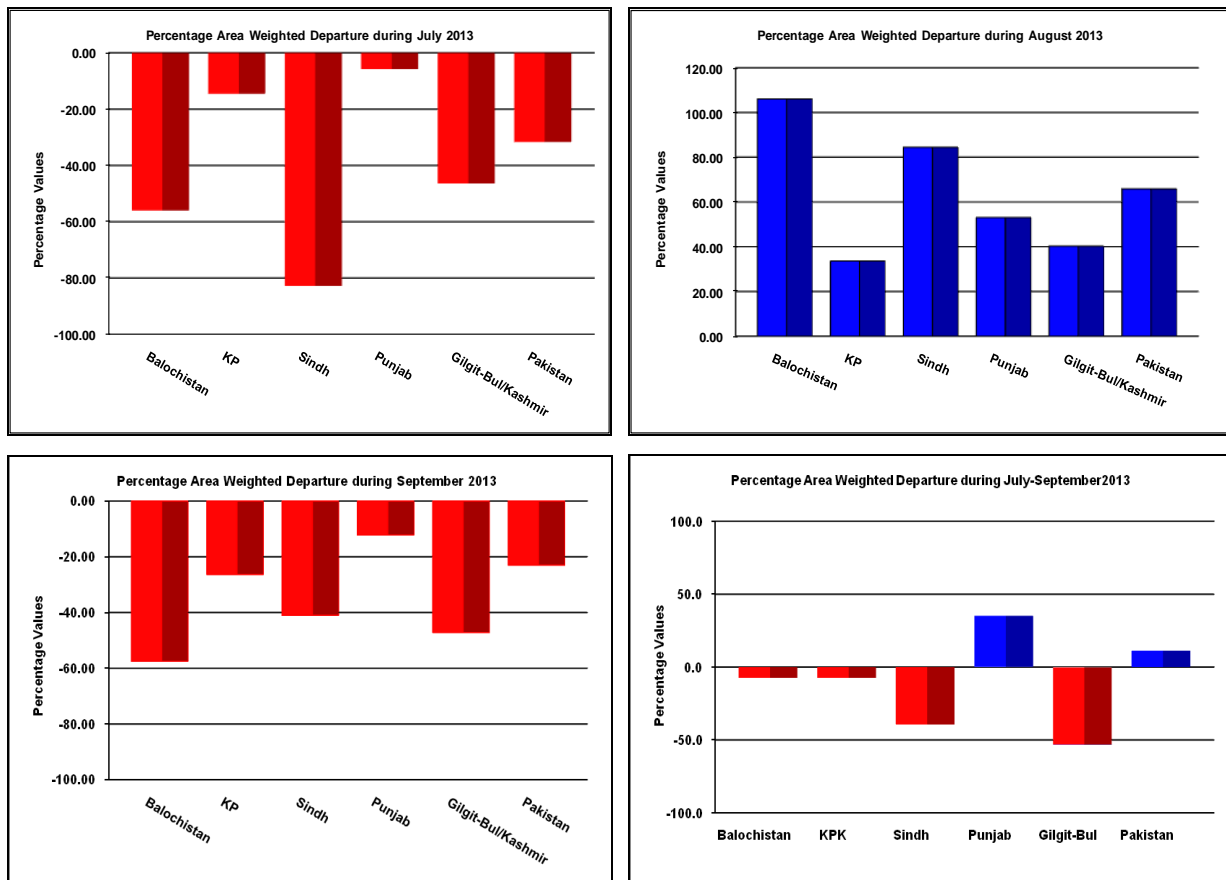 Percentage Area Weighted Departure during July 2013
Percentage Values
0.00
-20.00
-40.00
-60.00
-80.00
-100.00
Balochistan
KP
Sindh
Punjab
Gilgit-Bul/Kashmir
Pakistan
Percentage Area Weighted Departure during August 2013
Percentage Values
120.00
100.00
80.00
60.00
40.00
20.00
0.00
Balochistan
KP
Sindh
Punjab
Gilgit-Bul/Kashmir
Pakistan
Percentage Area Weighted Departure during September 2013
Percentage Values
0.00
-20.00
-40.00
-60.00
-80.00
-100.00
Balochistan
KP
Sindh
Punjab
Gilgit-Bul/Kashmir
Pakistan
Percentage Area Weighted Departure during July-September2013
Percentage Values
100.0
50.0
0.0
-50.0
-100.0
Balochistan
KPK
Sindh
Punjab
Gilgit-Bul
Pakistan